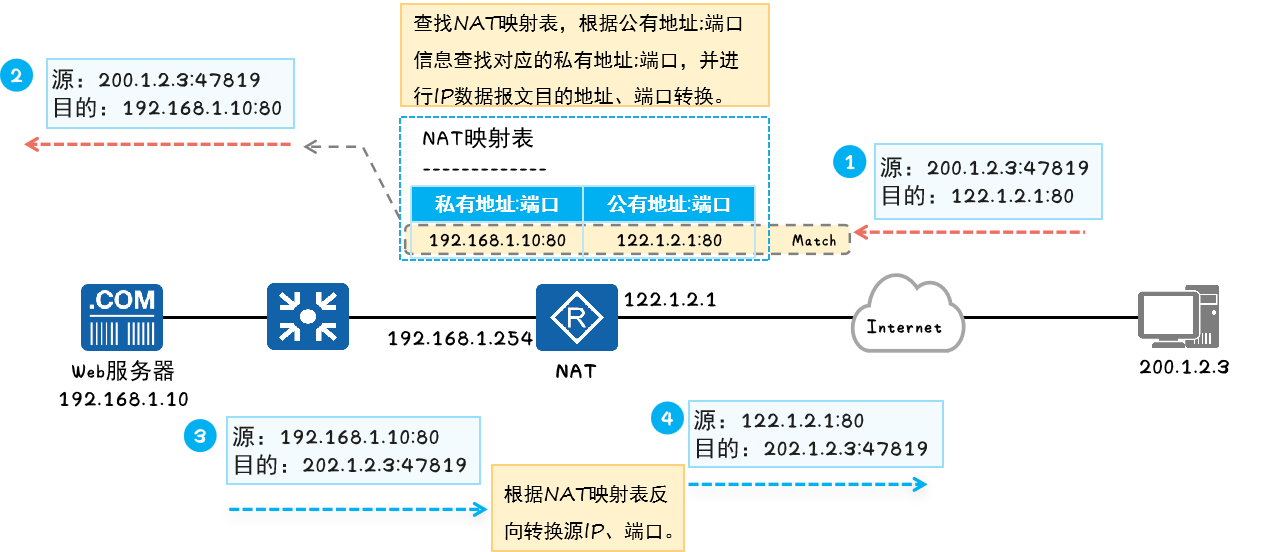 查找NAT映射表，根据公有地址:端口
信息查找对应的私有地址:端口，并进
行IP数据报文目的地址、端口转换。
2
源：200.1.2.3:47819
目的：192.168.1.10:80
NAT映射表
-------------
私有地址:端口 公有地址:端口
192.168.1.10:80 122.1.2.1:80 Match
1
源：200.1.2.3:47819
目的：122.1.2.1:80
.COM
R
122.1.2.1
192.168.1.254
Internet
Web服务器
192.168.1.10
NAT
200.1.2.3
3
源：192.168.1.10:80
目的：202.1.2.3:47819
4
源：122.1.2.1:80
目的：202.1.2.3:47819
根据NAT映射表反
向转换源IP、端口。